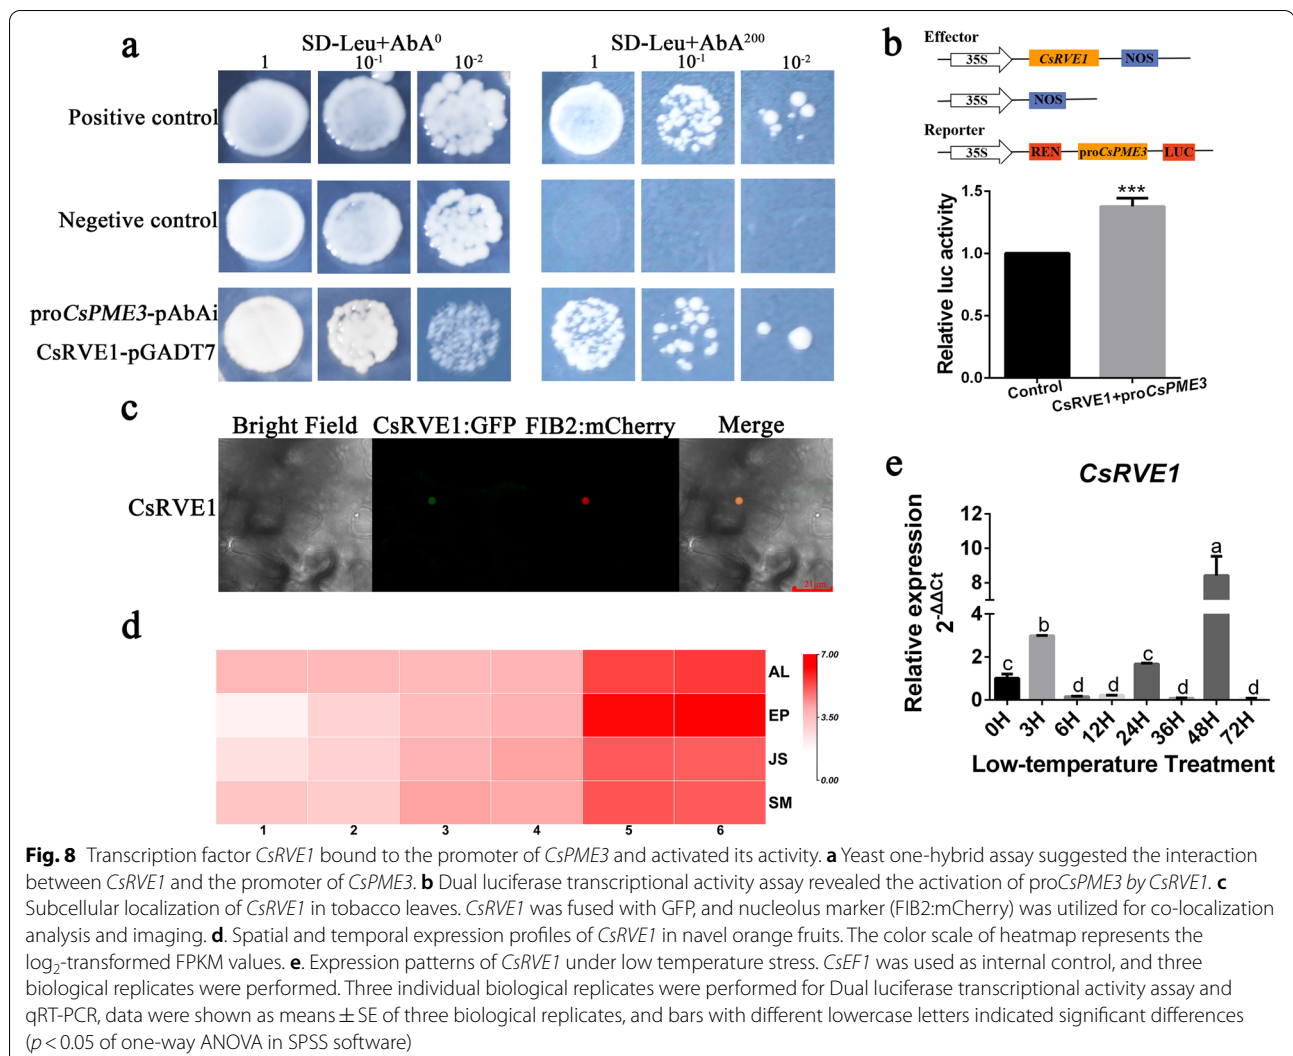 a
SD-Leu+AbA⁰
SD-Leu+AbA²⁰⁰
1 10⁻¹ 10⁻² 1 10⁻¹ 10⁻²
Positive control
Negetive control
proCsPME3-pAbAi
CsRVE1-pGADT7
b
Effector
35S CsRVE1 NOS
35S NOS
Reporter
35S REN proCsPME3 LUC
Relative luc activity
1.5
1.0
0.5
0.0
***
Control
CsRVE1+proCsPME3
c
Bright Field CsRVE1:GFP FIB2:mCherry Merge
CsRVE1
21μm
d
AL
EP
JS
SM
1 2 3 4 5 6
7.00
3.50
0.00
e
CsRVE1
Relative expression
2^-ΔΔCt
12
10
8
4
2
0
c b d d c d a d
0H 3H 6H 12H 24H 36H 48H 72H
Low-temperature Treatment
Fig. 8 Transcription factor CsRVE1 bound to the promoter of CsPME3 and activated its activity. a Yeast one-hybrid assay suggested the interaction
between CsRVE1 and the promoter of CsPME3. b Dual luciferase transcriptional activity assay revealed the activation of proCsPME3 by CsRVE1. c
Subcellular localization of CsRVE1 in tobacco leaves. CsRVE1 was fused with GFP, and nucleolus marker (FIB2:mCherry) was utilized for co-localization
analysis and imaging. d. Spatial and temporal expression profiles of CsRVE1 in navel orange fruits. The color scale of heatmap represents the
log₂-transformed FPKM values. e. Expression patterns of CsRVE1 under low temperature stress. CsEF1 was used as internal control, and three
biological replicates were performed. Three individual biological replicates were performed for Dual luciferase transcriptional activity assay and
qRT-PCR, data were shown as means ± SE of three biological replicates, and bars with different lowercase letters indicated significant differences
(p < 0.05 of one-way ANOVA in SPSS software)